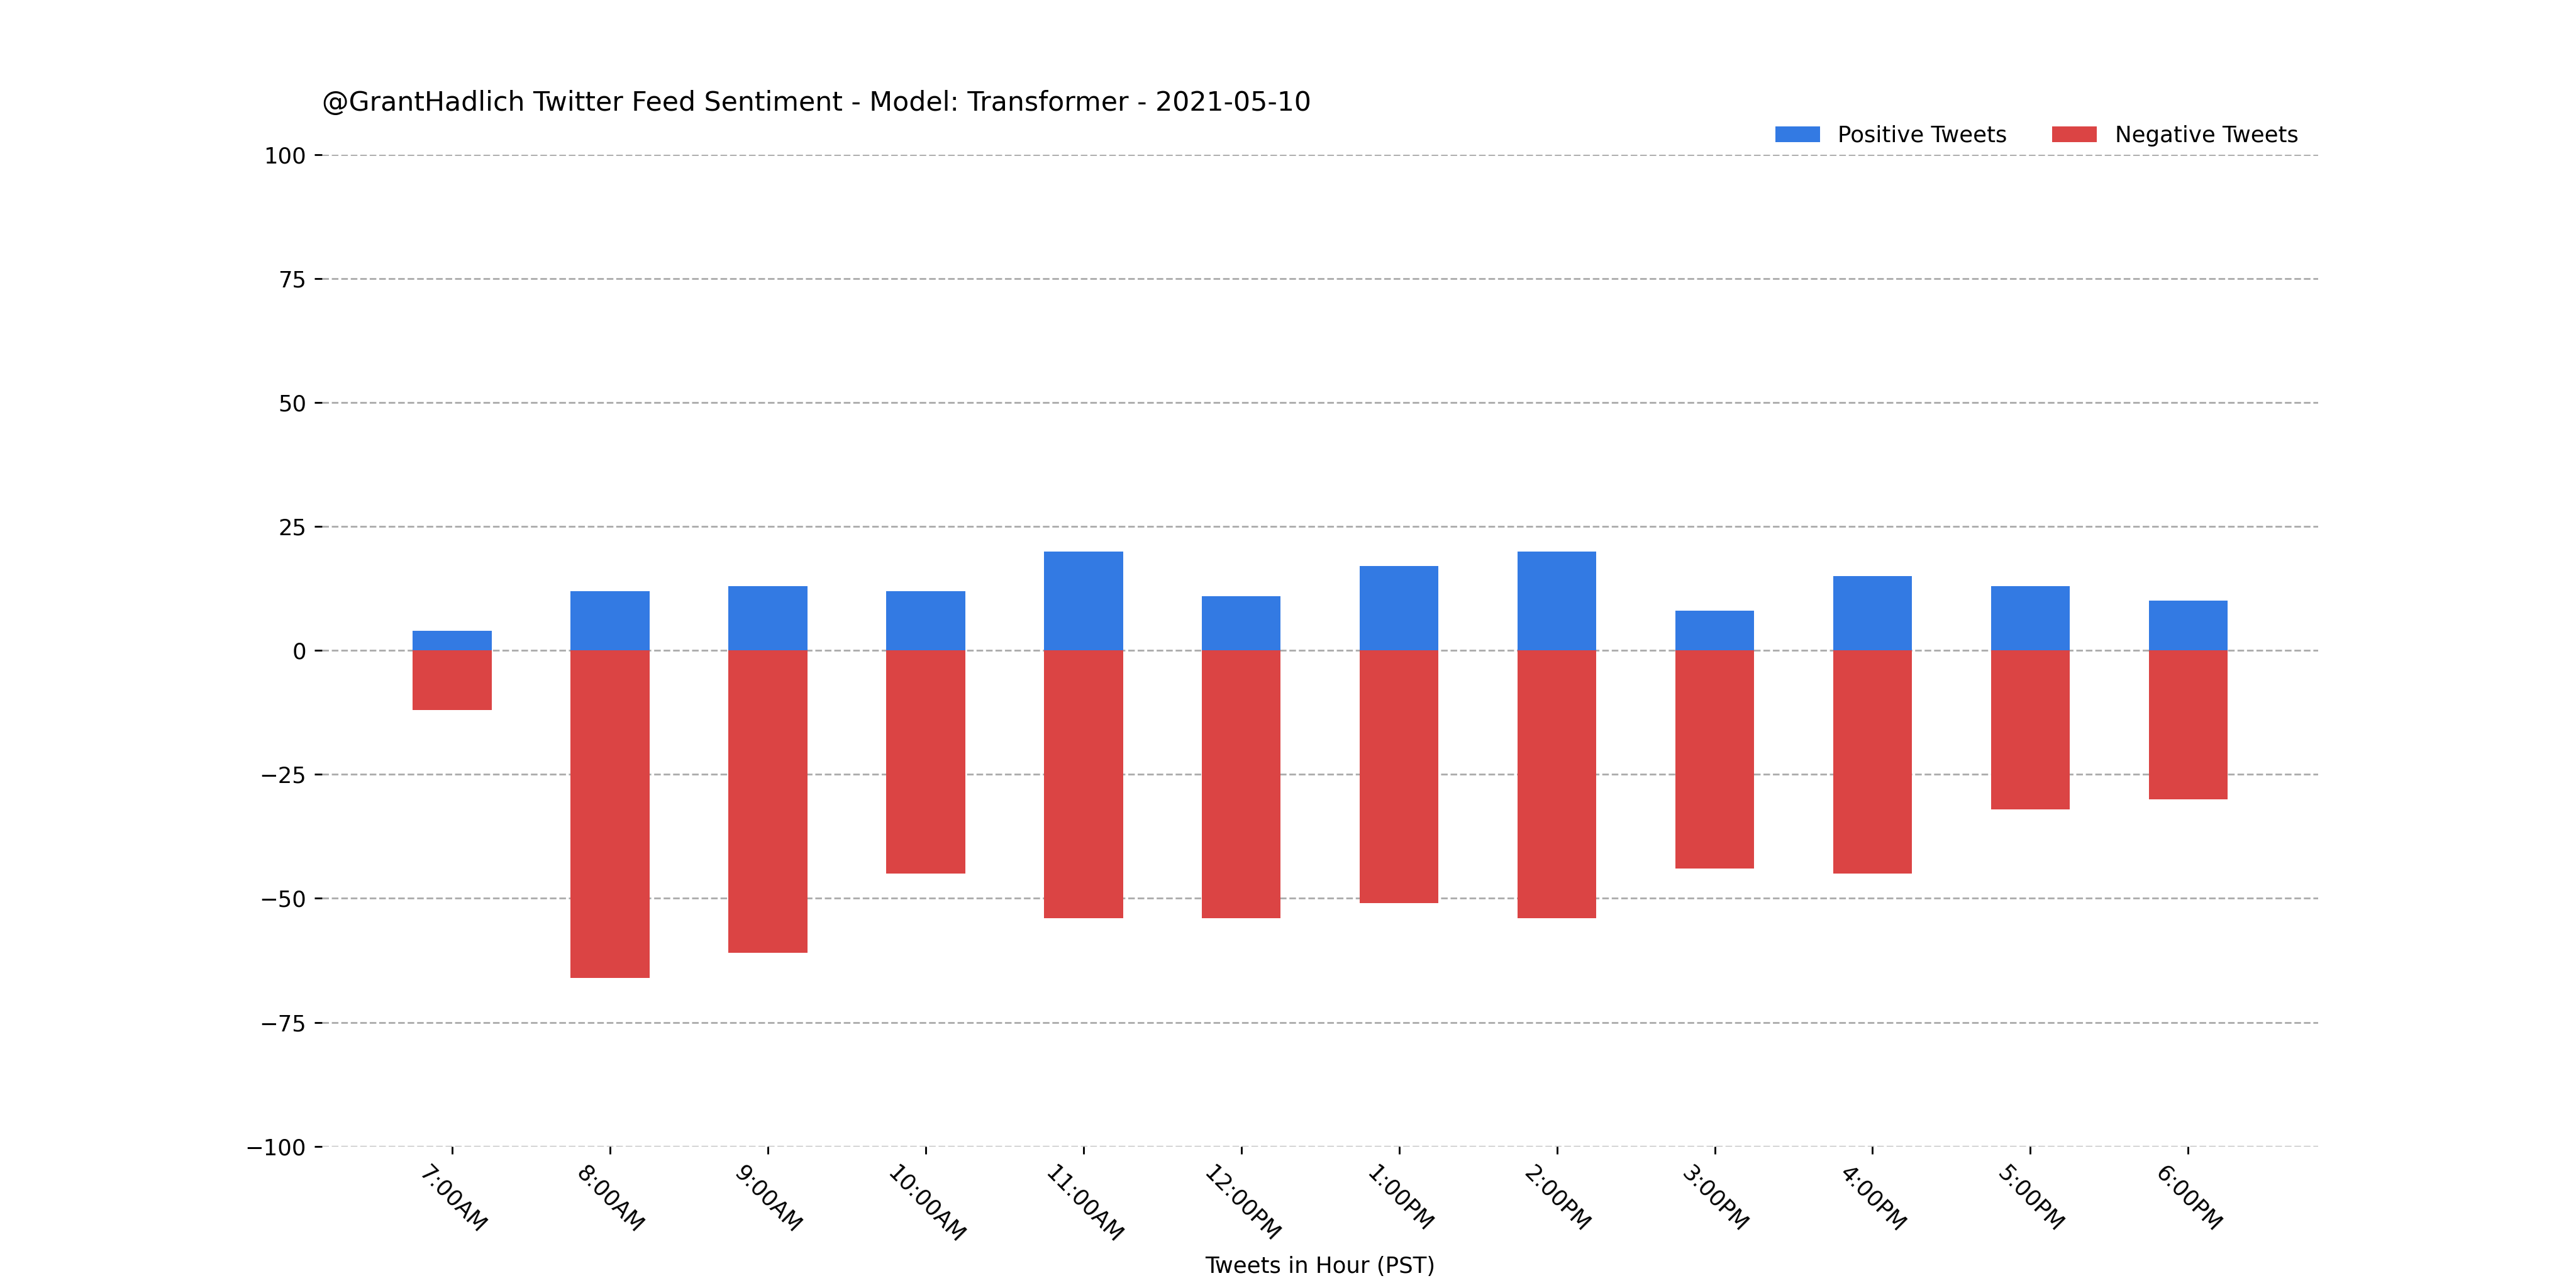 @GrantHadlich Twitter Feed Sentiment - Model: Transformer - 2021-05-10
Positive Tweets
Negative Tweets
100
75
50
25
0
−25
−50
−75
−100
7:00AM
8:00AM
9:00AM
10:00AM
11:00AM
12:00PM
1:00PM
2:00PM
3:00PM
4:00PM
5:00PM
6:00PM
Tweets in Hour (PST)